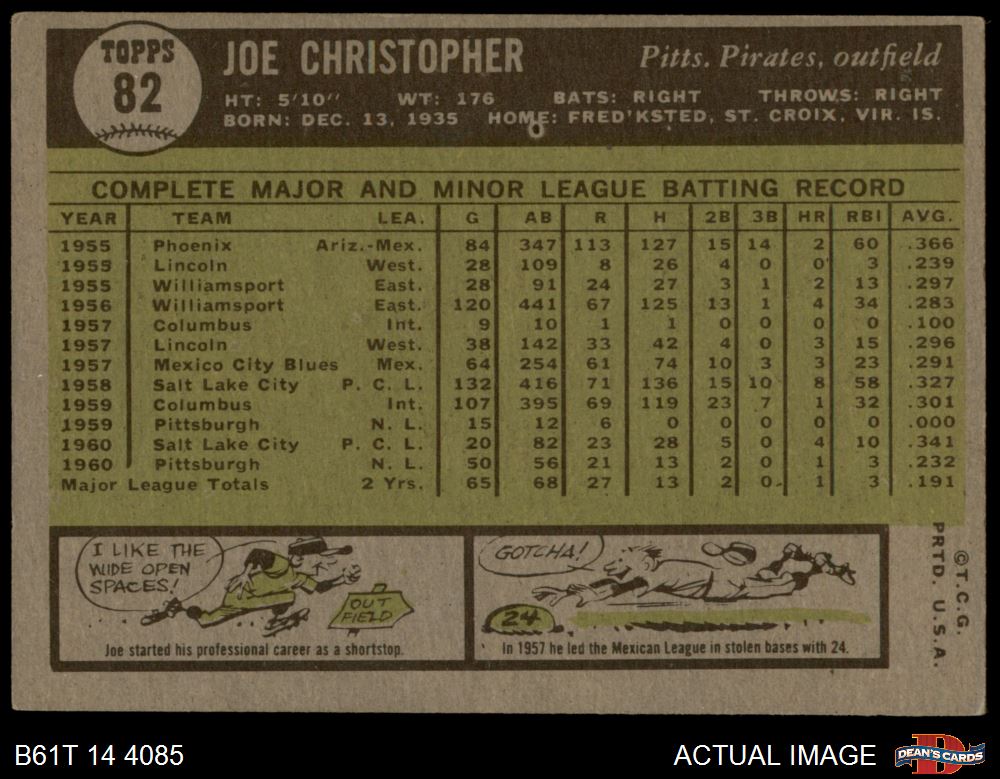 TOPPS
82
JOE CHRISTOPHER
Pitts. Pirates, outfield
HT: 5'10" WT: 176 BATS: RIGHT THROWS: RIGHT
BORN: DEC. 13, 1935 HOME: FRED'KSTED, ST. CROIX, VIR. IS.
COMPLETE MAJOR AND MINOR LEAGUE BATTING RECORD
YEAR TEAM LEA. G AB R H 2B 3B HR RBI AVG.
1955 Phoenix Ariz.-Mex. 84 347 113 127 15 14 2 60 .366
1955 Lincoln West. 28 109 8 26 4 0 0 3 .239
1955 Williamsport East. 28 91 24 27 3 1 2 13 .297
1956 Williamsport East. 120 441 67 125 13 1 4 34 .283
1957 Columbus Int. 9 10 1 1 0 0 0 0 .100
1957 Lincoln West. 38 142 33 42 4 0 3 15 .296
1957 Mexico City Blues Mex. 64 254 61 74 10 3 3 23 .291
1958 Salt Lake City P. C. L. 132 416 71 136 15 10 8 58 .327
1959 Columbus Int. 107 395 69 119 23 7 1 32 .301
1959 Pittsburgh N. L. 15 12 6 0 0 0 0 0 .000
1960 Salt Lake City P. C. L. 20 82 23 28 5 0 4 10 .341
1960 Pittsburgh N. L. 50 56 21 13 2 0 1 3 .232
Major League Totals 2 Yrs. 65 68 27 13 2 0 1 3 .191
I LIKE THE
WIDE OPEN
SPACES!
OUT
FIELD
Joe started his professional career as a shortstop.
GOTCHA!
24
In 1957 he led the Mexican League in stolen bases with 24.
©T.C.G.
PRTD. U.S.A.
B61T 14 4085
ACTUAL IMAGE
DEAN'S CARDS